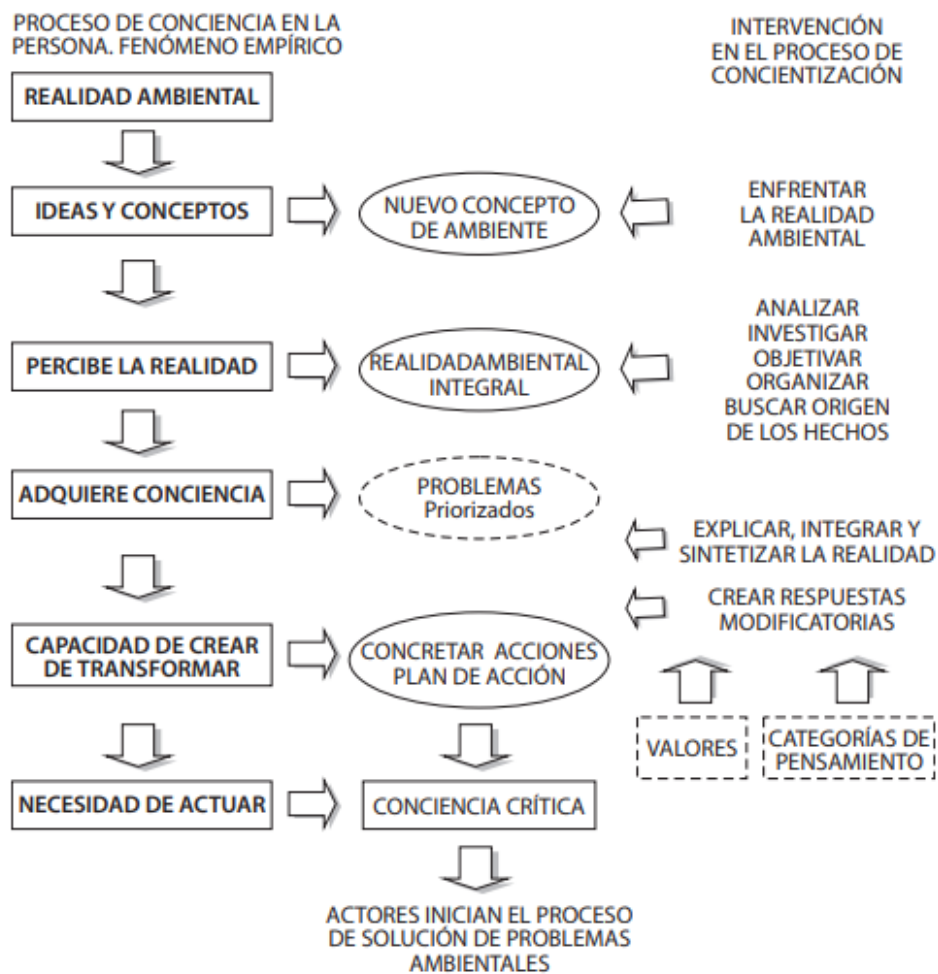 PROCESO DE CONCIENCIA EN LA
PERSONA. FENÓMENO EMPÍRICO
INTERVENCIÓN
EN EL PROCESO DE
CONCIENTIZACIÓN
REALIDAD AMBIENTAL
IDEAS Y CONCEPTOS
NUEVO CONCEPTO
DE AMBIENTE
ENFRENTAR
LA REALIDAD
AMBIENTAL
PERCIBE LA REALIDAD
REALIDADAMBIENTAL
INTEGRAL
ANALIZAR
INVESTIGAR
OBJETIVAR
ORGANIZAR
BUSCAR ORIGEN
DE LOS HECHOS
ADQUIERE CONCIENCIA
PROBLEMAS
Priorizados
EXPLICAR, INTEGRAR Y
SINTETIZAR LA REALIDAD
CREAR RESPUESTAS
MODIFICATORIAS
CAPACIDAD DE CREAR
DE TRANSFORMAR
CONCRETAR ACCIONES
PLAN DE ACCIÓN
VALORES
CATEGORÍAS DE
PENSAMIENTO
NECESIDAD DE ACTUAR
CONCIENCIA CRÍTICA
ACTORES INICIAN EL PROCESO
DE SOLUCIÓN DE PROBLEMAS
AMBIENTALES